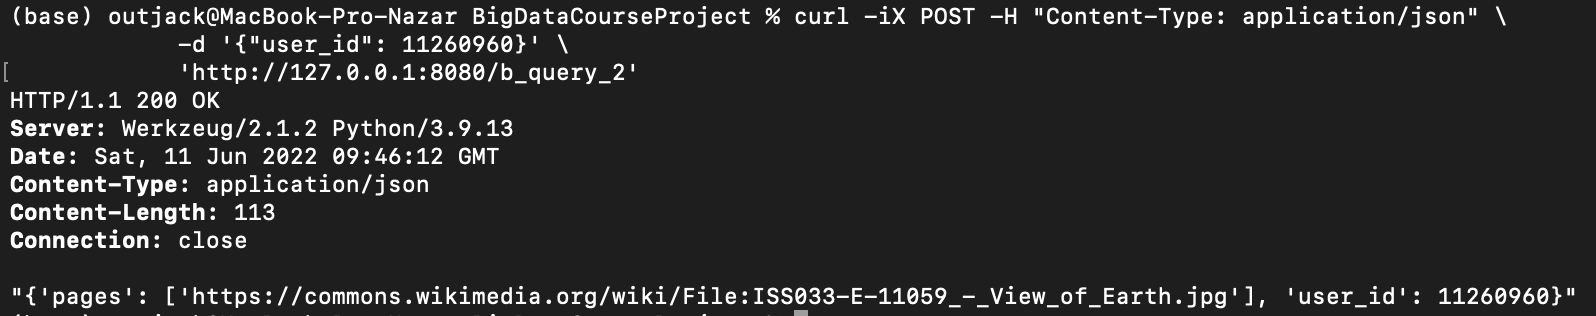 (base) outjack@MacBook-Pro-Nazar BigDataCourseProject % curl -iX POST -H "Content-Type: application/json" \
-d '{"user_id": 11260960}' \
[ 'http://127.0.0.1:8080/b_query_2'
HTTP/1.1 200 OK
Server: Werkzeug/2.1.2 Python/3.9.13
Date: Sat, 11 Jun 2022 09:46:12 GMT
Content-Type: application/json
Content-Length: 113
Connection: close
"{'pages': ['https://commons.wikimedia.org/wiki/File:ISS033-E-11059_-_View_of_Earth.jpg'], 'user_id': 11260960}"